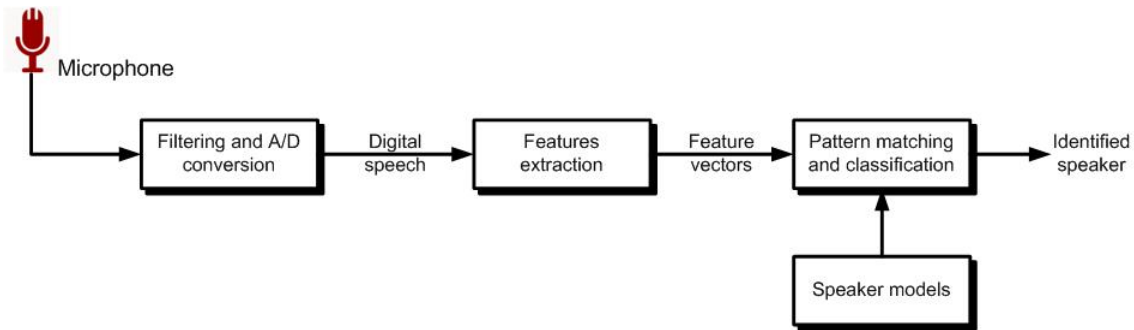 Microphone
Filtering and A/D
conversion
Digital
speech
Features
extraction
Feature
vectors
Pattern matching
and classification
Identified
speaker
Speaker models